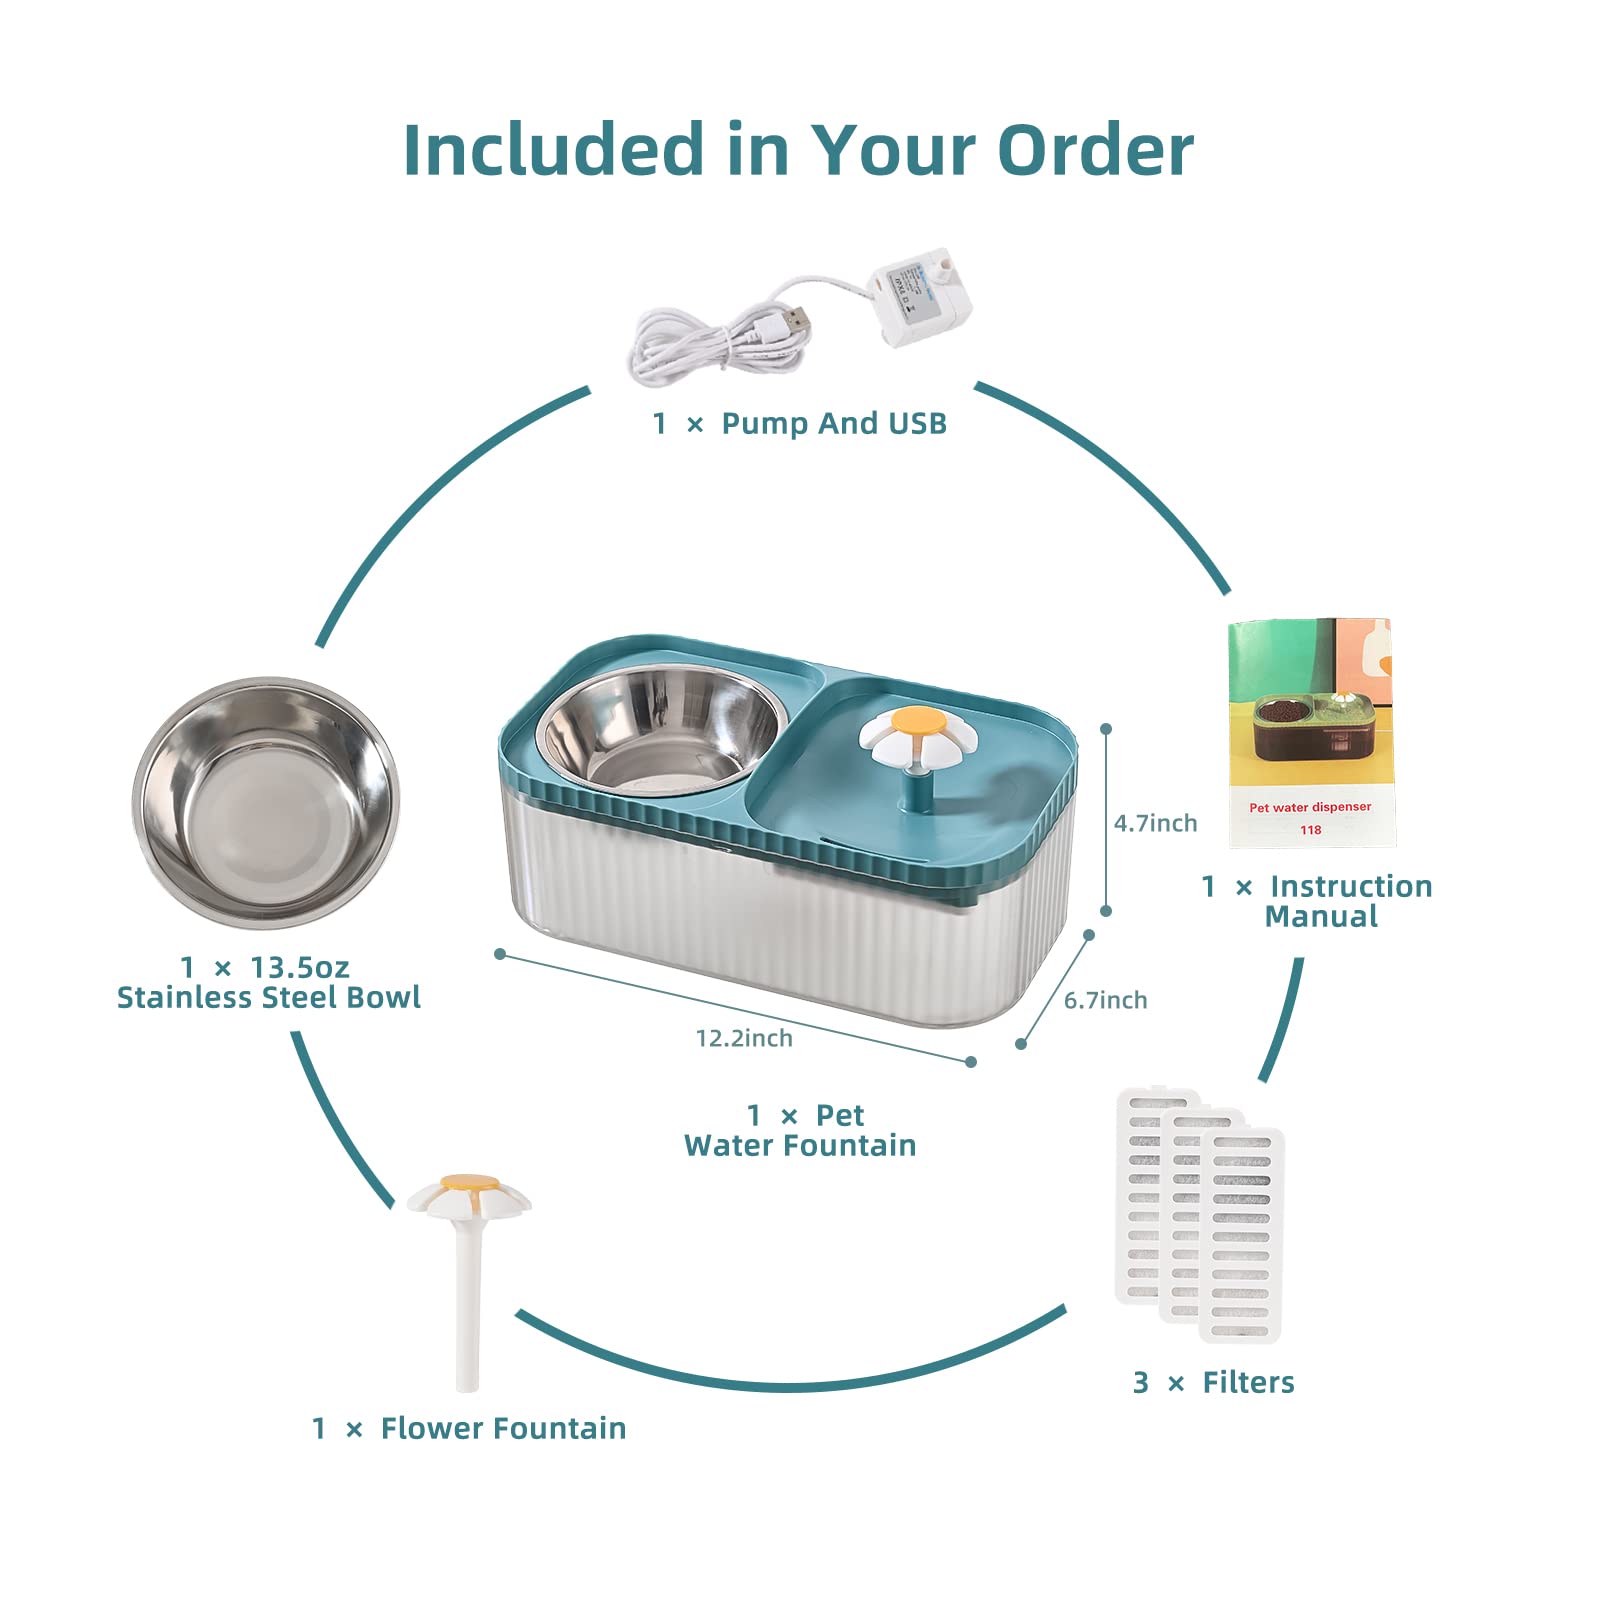 Included in Your Order
IPX8
1 × Pump And USB
Pet water dispenser
118
4.7inch
1 × Instruction
Manual
1 × 13.5oz
Stainless Steel Bowl
6.7inch
12.2inch
1 × Pet
Water Fountain
3 × Filters
1 × Flower Fountain